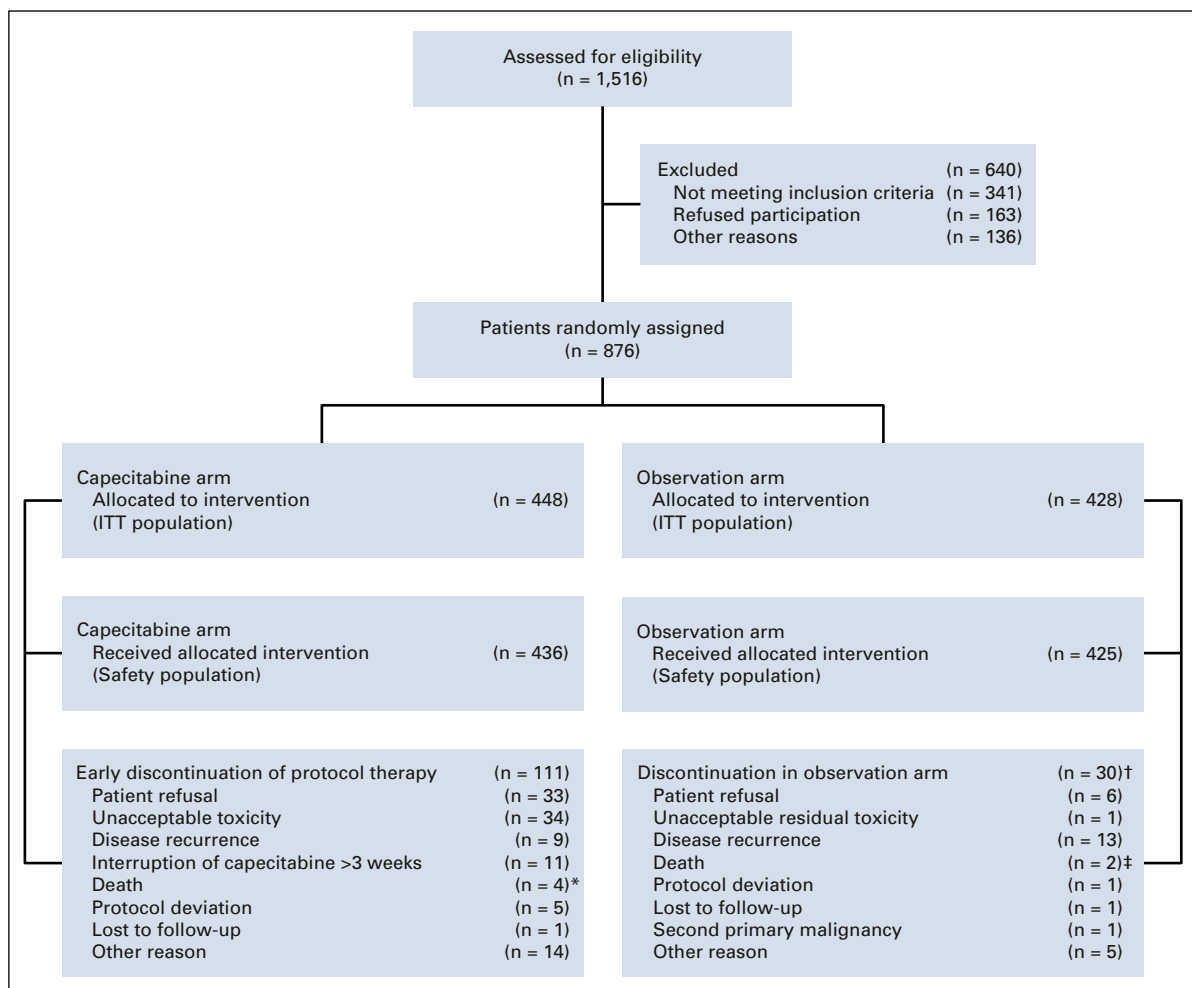 Assessed for eligibility
(n = 1,516)
Excluded (n = 640)
Not meeting inclusion criteria (n = 341)
Refused participation (n = 163)
Other reasons (n = 136)
Patients randomly assigned
(n = 876)
Capecitabine arm
Allocated to intervention (n = 448)
(ITT population)
Observation arm
Allocated to intervention (n = 428)
(ITT population)
Capecitabine arm
Received allocated intervention (n = 436)
(Safety population)
Observation arm
Received allocated intervention (n = 425)
(Safety population)
Early discontinuation of protocol therapy (n = 111)
Patient refusal (n = 33)
Unacceptable toxicity (n = 34)
Disease recurrence (n = 9)
Interruption of capecitabine >3 weeks (n = 11)
Death (n = 4)*
Protocol deviation (n = 5)
Lost to follow-up (n = 1)
Other reason (n = 14)
Discontinuation in observation arm (n = 30)†
Patient refusal (n = 6)
Unacceptable residual toxicity (n = 1)
Disease recurrence (n = 13)
Death (n = 2)‡
Protocol deviation (n = 1)
Lost to follow-up (n = 1)
Second primary malignancy (n = 1)
Other reason (n = 5)